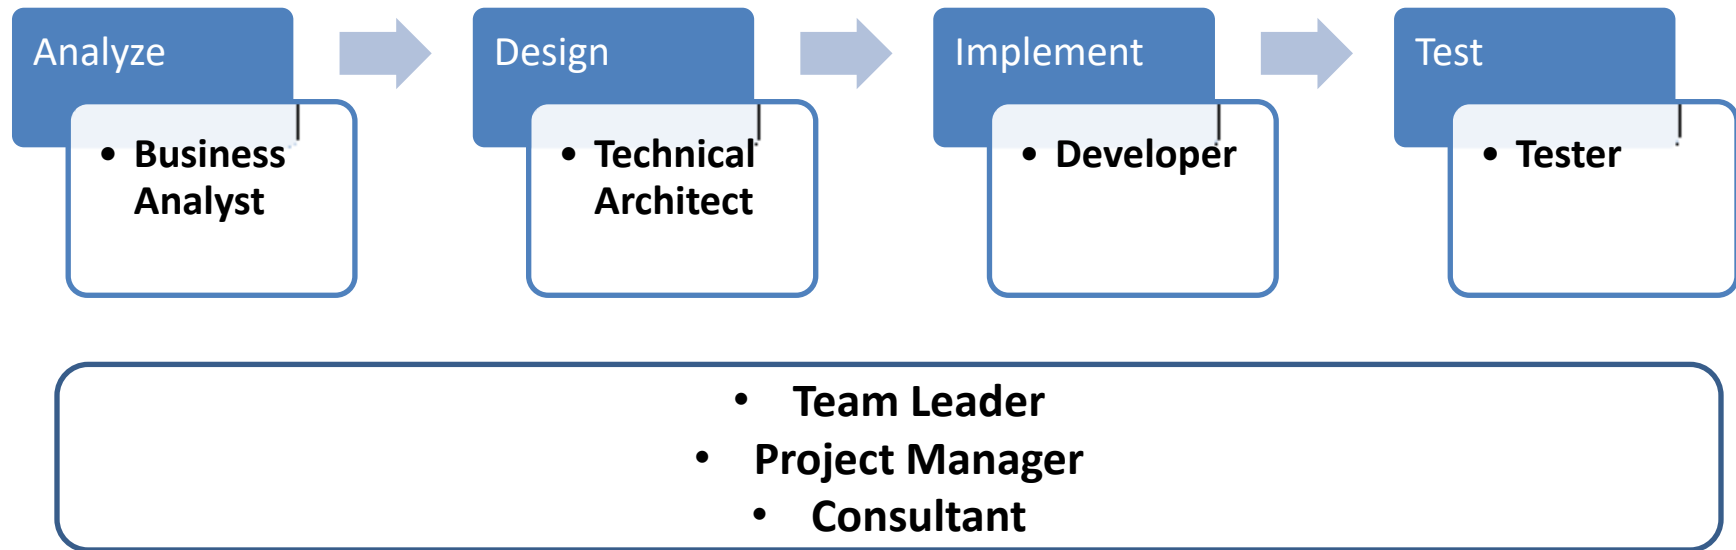 Analyze
Design
Implement
Test
• Business
Analyst
• Technical
Architect
• Developer
• Tester
• Team Leader
• Project Manager
• Consultant